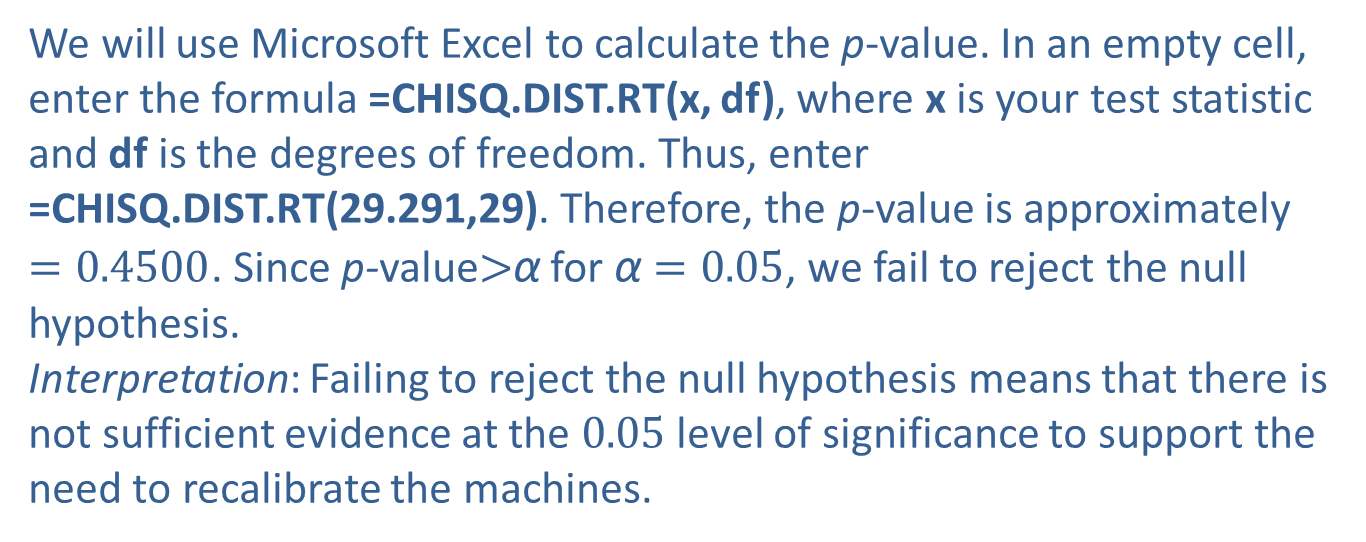 We will use Microsoft Excel to calculate the p-value. In an empty cell,
enter the formula =CHISQ.DIST.RT(x, df), where x is your test statistic
and df is the degrees of freedom. Thus, enter
=CHISQ.DIST.RT(29.291,29). Therefore, the p-value is approximately
= 0.4500. Since p-value>α for α = 0.05, we fail to reject the null
hypothesis.
Interpretation: Failing to reject the null hypothesis means that there is
not sufficient evidence at the 0.05 level of significance to support the
need to recalibrate the machines.